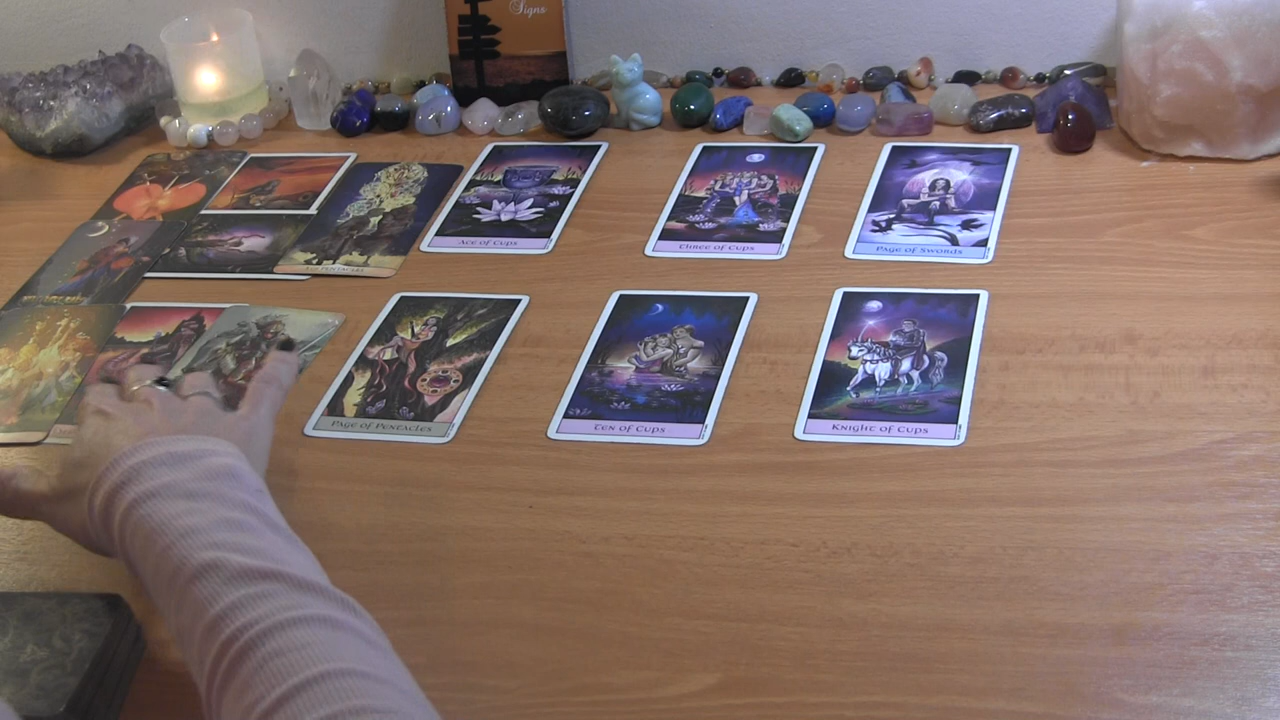 Signs
Ace of Cups
Three of Cups
Page of Swords
Page of Pentacles
Ten of Cups
Knight of Cups